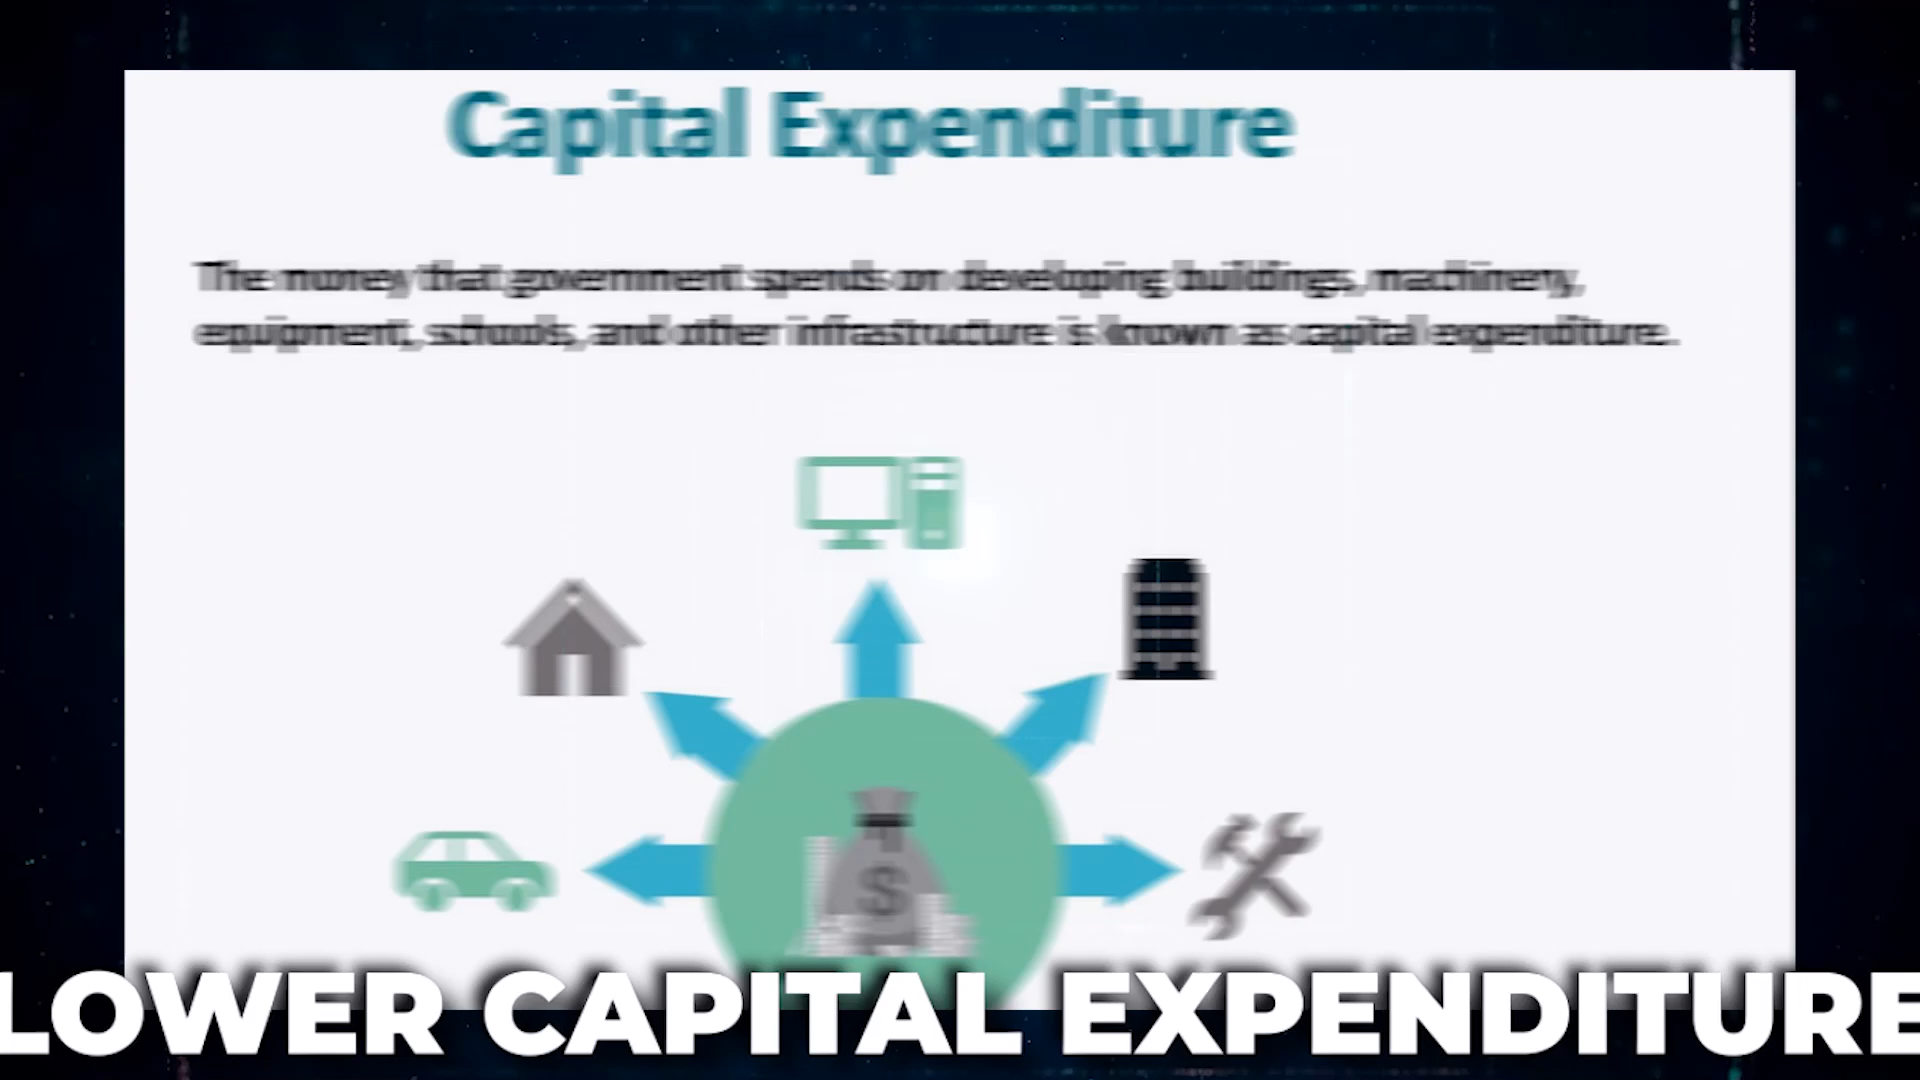 Capital Expenditure
The money that government spends on developing buildings, machinery,
equipment, schools, and other infrastructure is known as capital expenditure.
$
LOWER CAPITAL EXPENDITURE